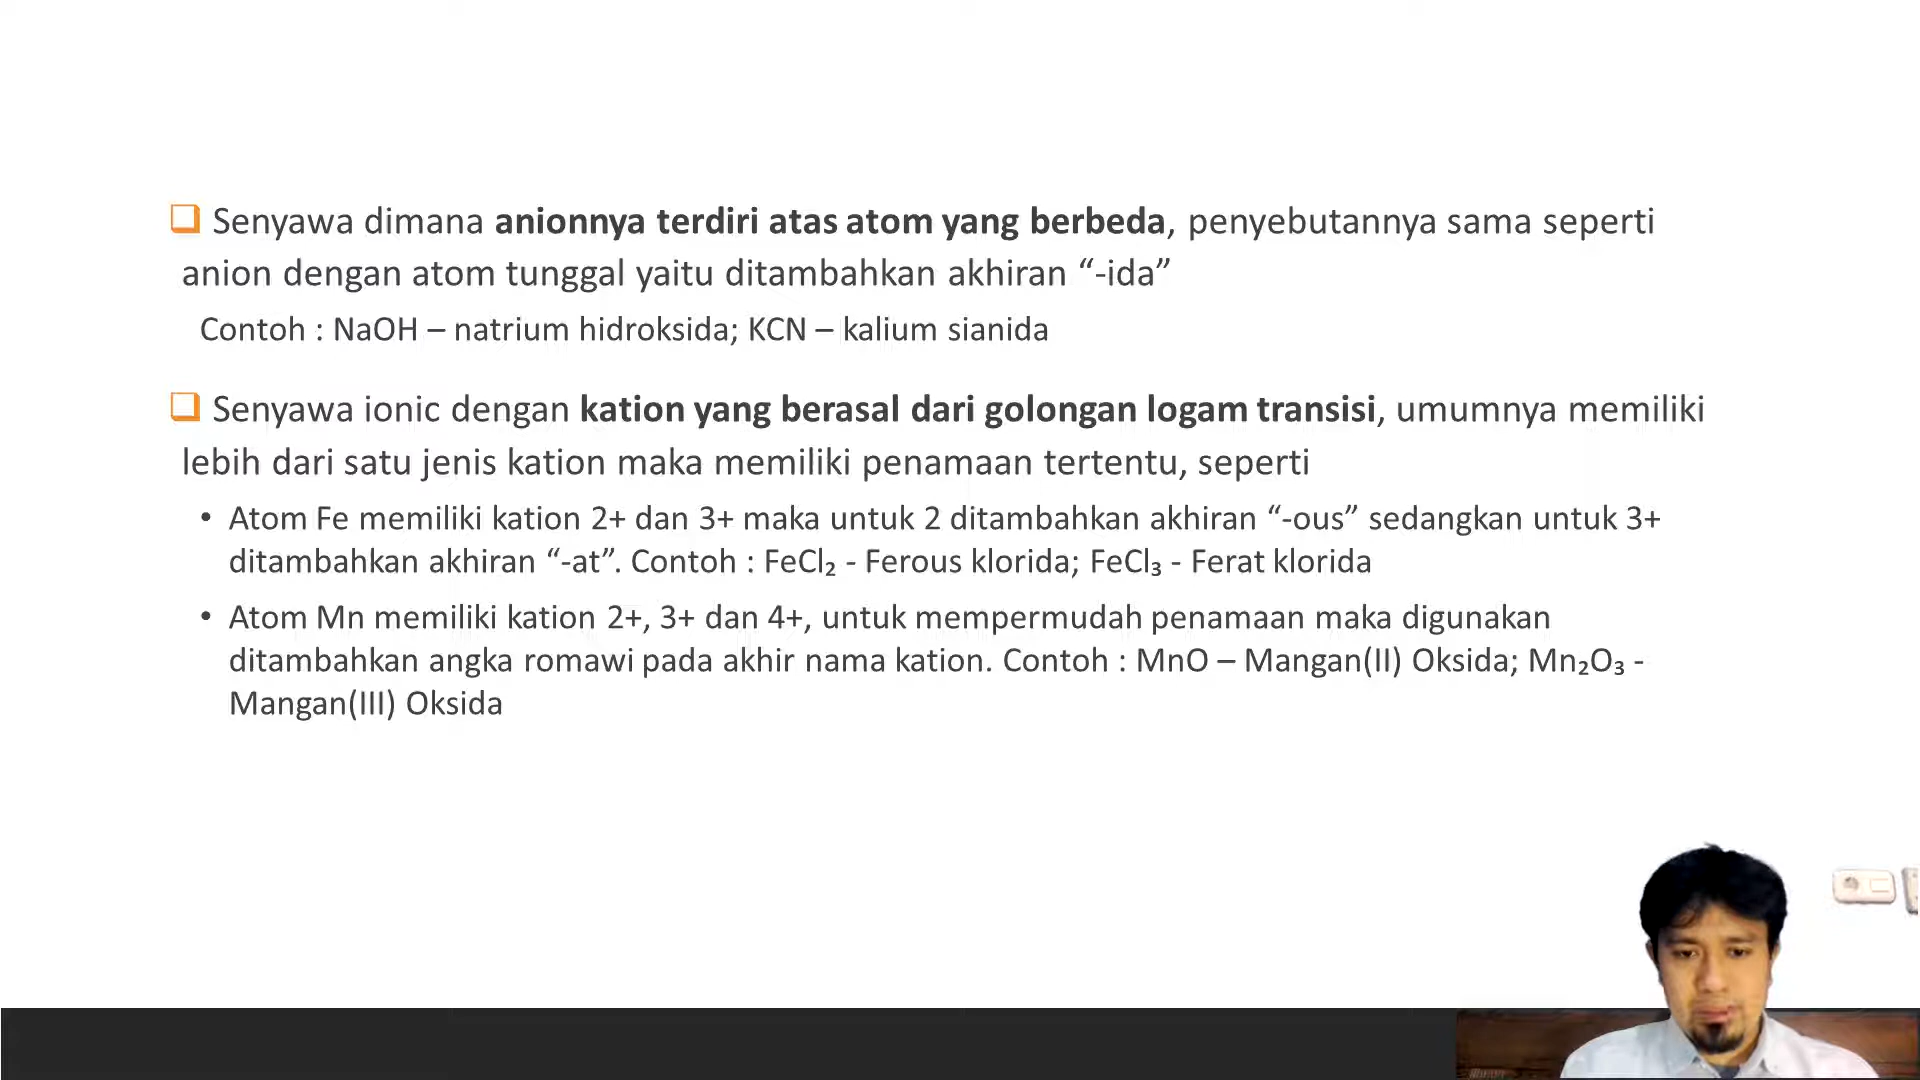 Senyawa dimana anionnya terdiri atas atom yang berbeda, penyebutannya sama seperti
anion dengan atom tunggal yaitu ditambahkan akhiran “-ida”
Contoh : NaOH – natrium hidroksida; KCN – kalium sianida
Senyawa ionic dengan kation yang berasal dari golongan logam transisi, umumnya memiliki
lebih dari satu jenis kation maka memiliki penamaan tertentu, seperti
• Atom Fe memiliki kation 2+ dan 3+ maka untuk 2 ditambahkan akhiran “-ous” sedangkan untuk 3+
ditambahkan akhiran “-at”. Contoh : FeCl₂ - Ferous klorida; FeCl₃ - Ferat klorida
• Atom Mn memiliki kation 2+, 3+ dan 4+, untuk mempermudah penamaan maka digunakan
ditambahkan angka romawi pada akhir nama kation. Contoh : MnO – Mangan(II) Oksida; Mn₂O₃ -
Mangan(III) Oksida